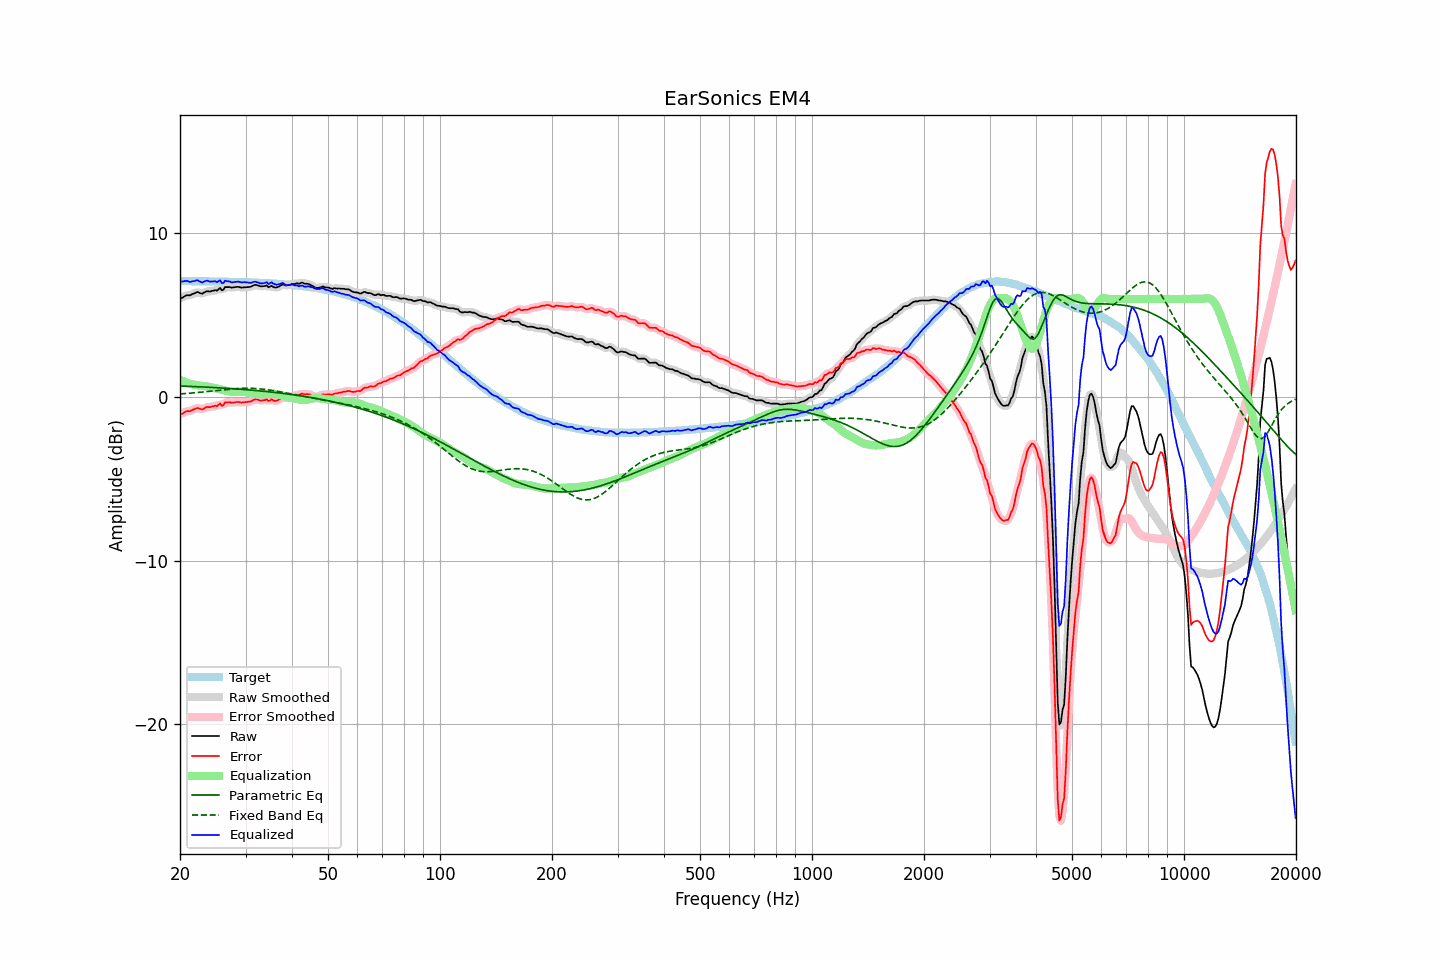 EarSonics EM4
Amplitude (dBr)
10
0
−10
−20
Target
Raw Smoothed
Error Smoothed
Raw
Error
Equalization
Parametric Eq
Fixed Band Eq
Equalized
20 50 100 200 500 1000 2000 5000 10000 20000
Frequency (Hz)